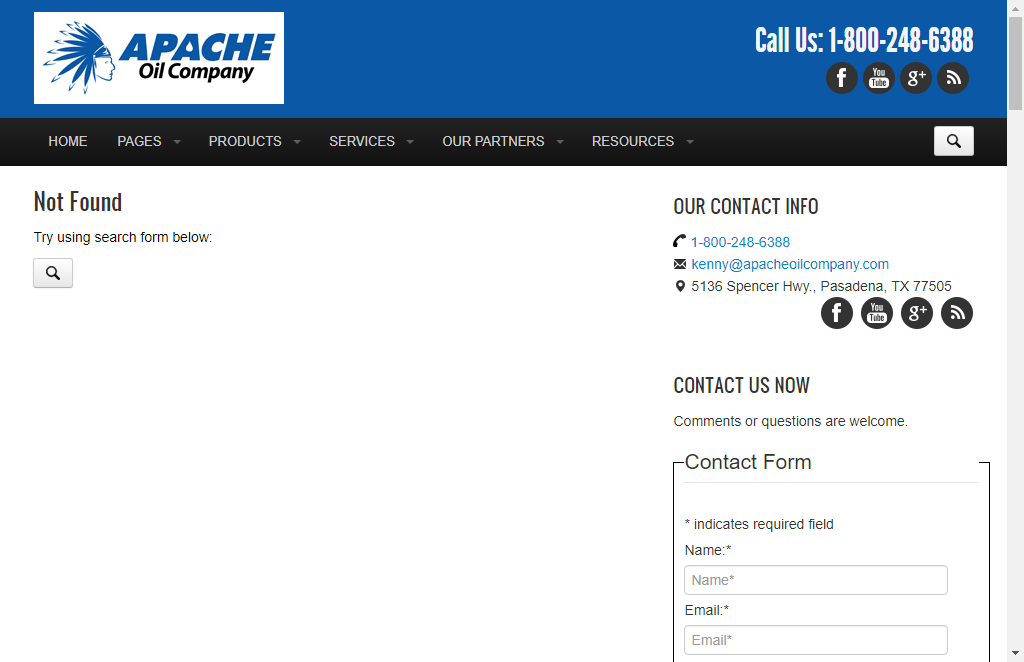 APACHE
Oil Company
Call Us: 1-800-248-6388
f
You
Tube
g+
HOME
PAGES
PRODUCTS
SERVICES
OUR PARTNERS
RESOURCES
Not Found
Try using search form below:
OUR CONTACT INFO
1-800-248-6388
kenny@apacheoilcompany.com
5136 Spencer Hwy., Pasadena, TX 77505
f
You
Tube
g+
CONTACT US NOW
Comments or questions are welcome.
Contact Form
* indicates required field
Name:*
Name*
Email:*
Email*